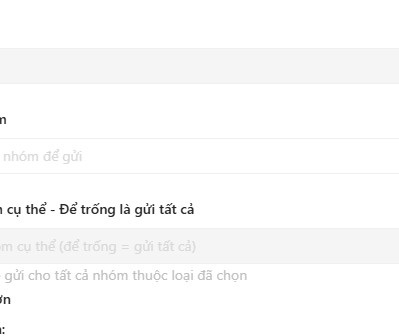 nhóm để gửi
cụ thể - Để trống là gửi tất cả
cụ thể (để trống = gửi tất cả)
gửi cho tất cả nhóm thuộc loại đã chọn